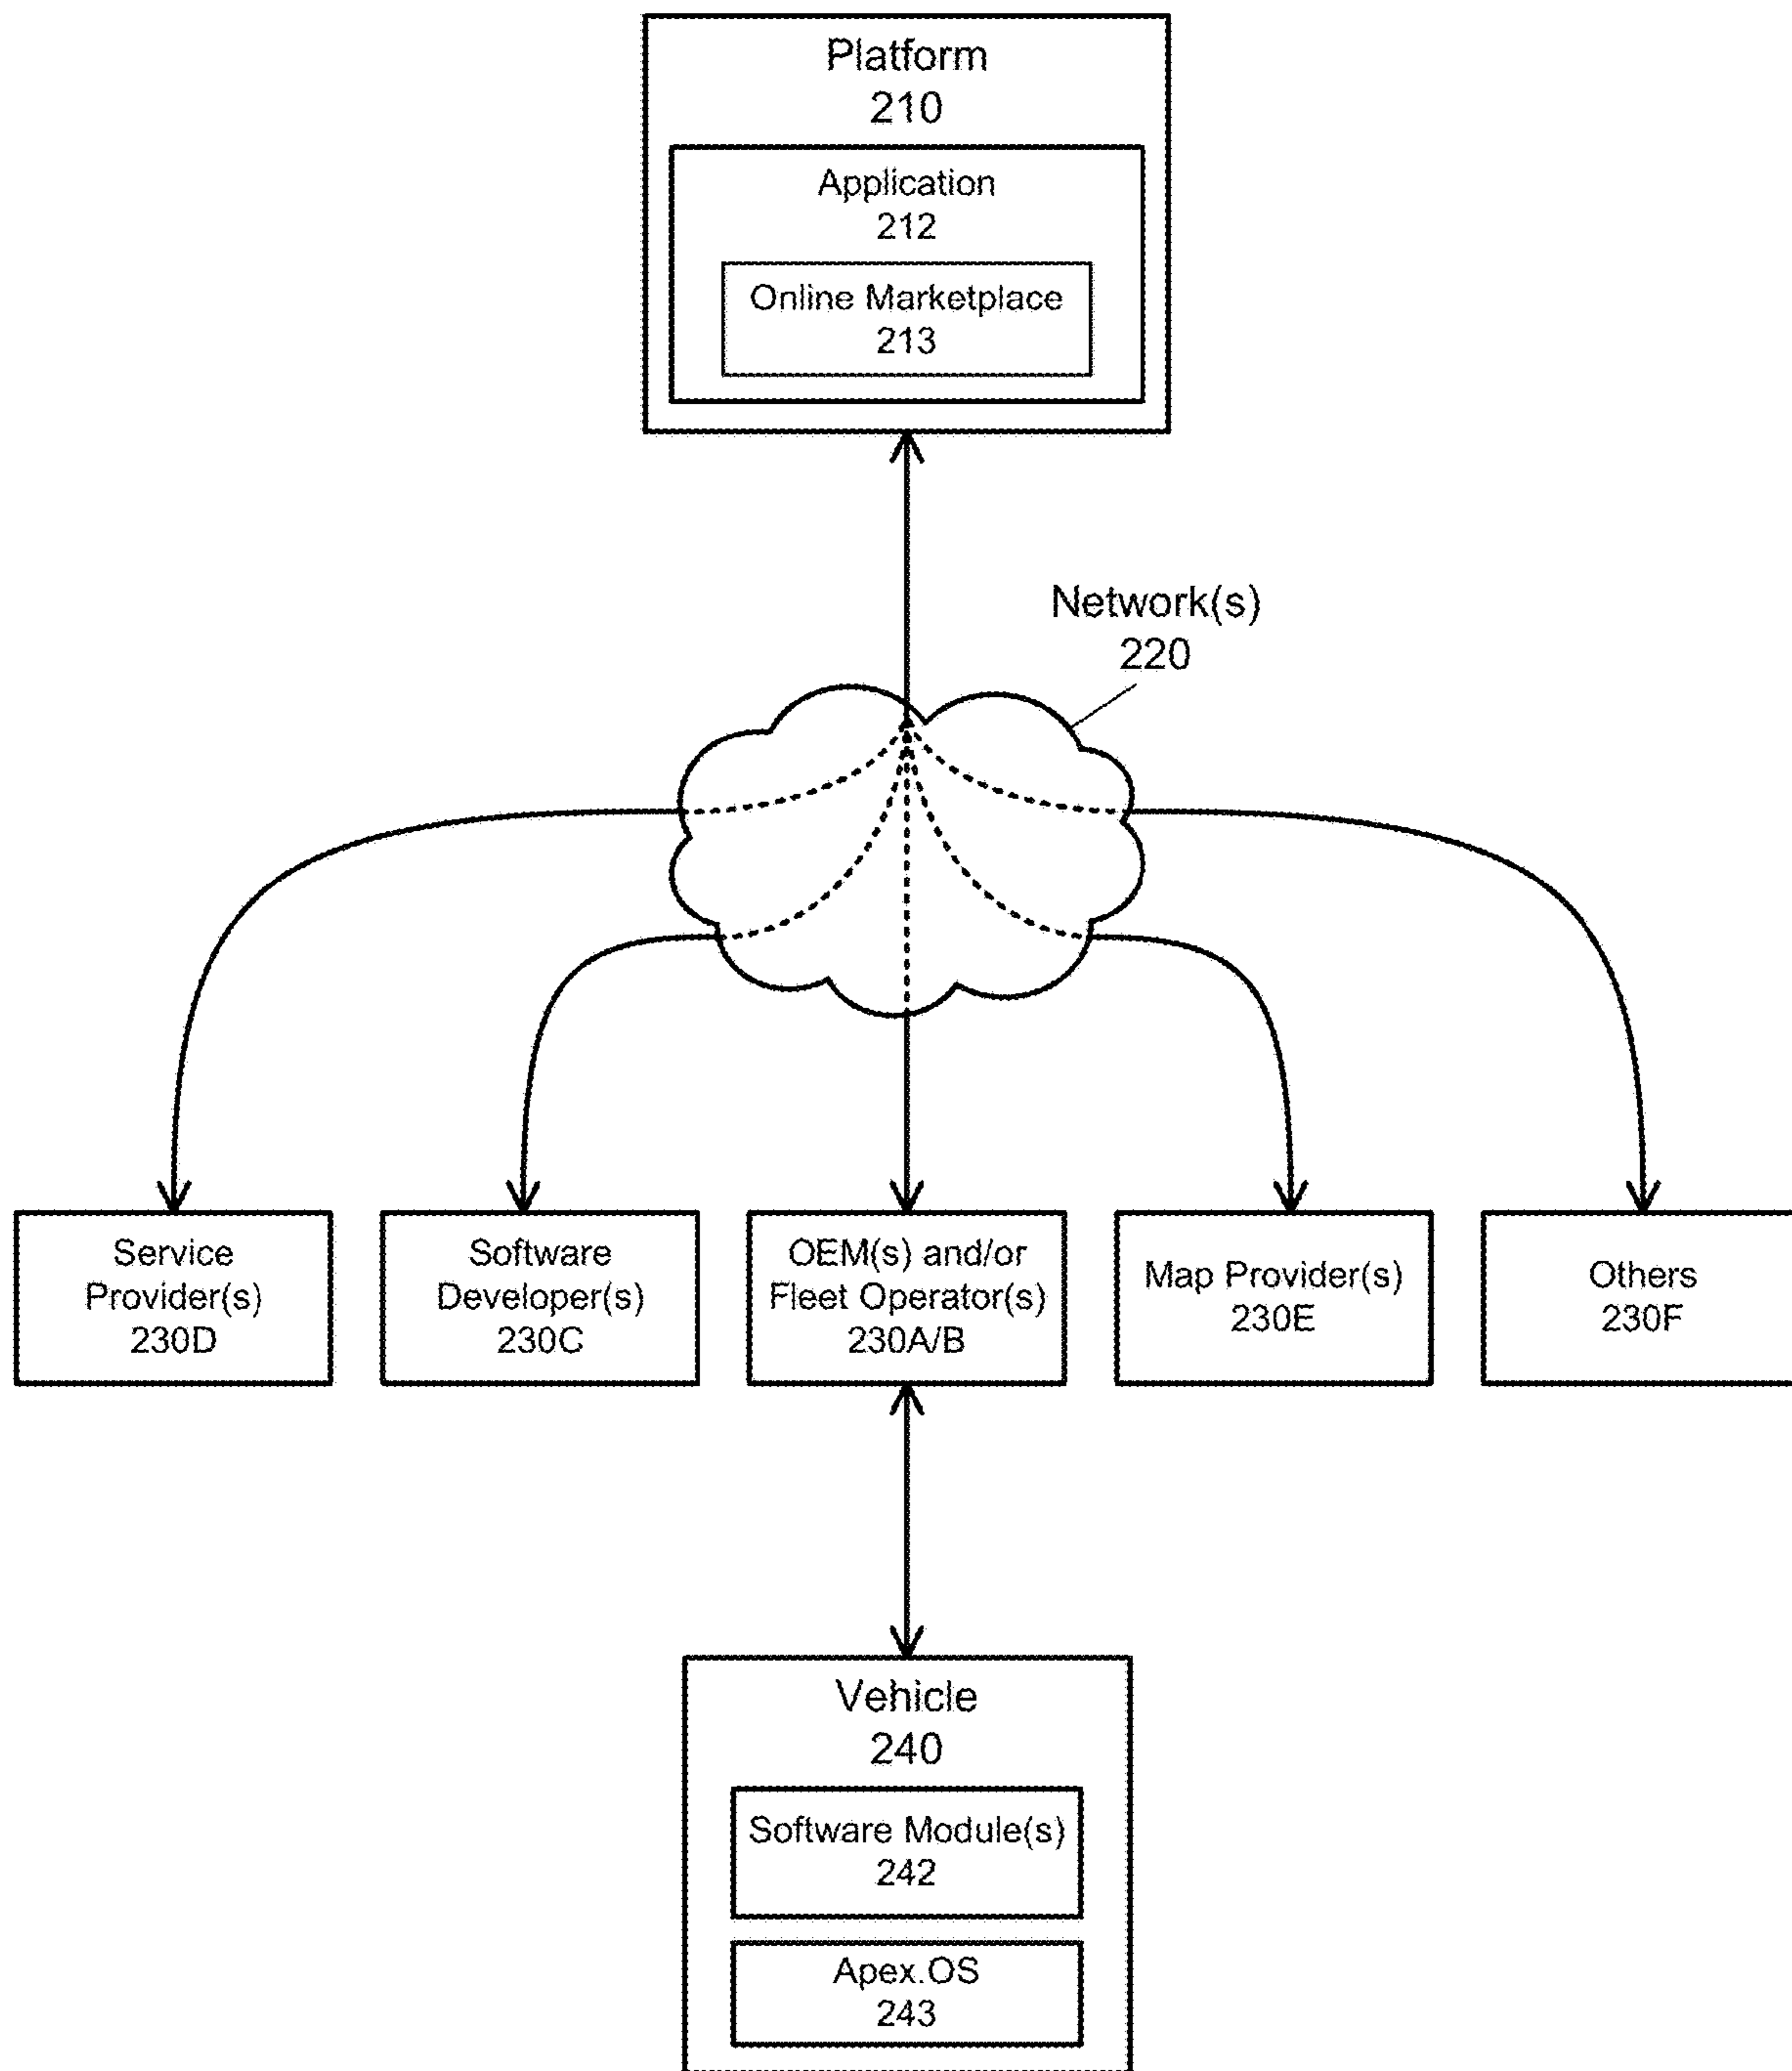 Platform
210
Application
212
Online Marketplace
213
Network(s)
220
Service
Provider(s)
230D
Software
Developer(s)
230C
OEM(s) and/or
Fleet Operator(s)
230A/B
Map Provider(s)
230E
Others
230F
Vehicle
240
Software Module(s)
242
Apex.OS
243